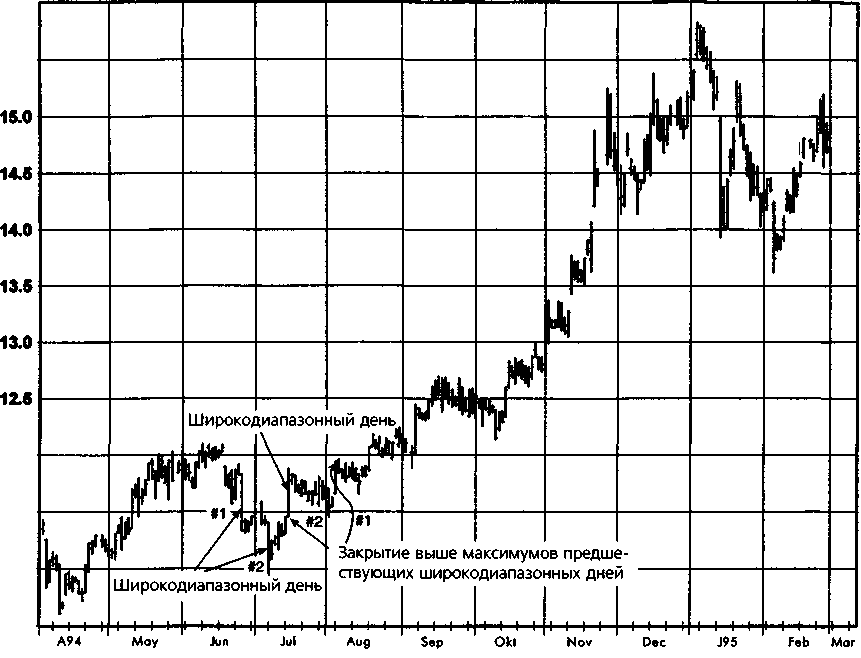 15.0
14.5
14.0
13.5
13.0
12.5
Широкодиапазонный день
#1
#2
#1
#2
Закрытие выше максимумов предше-
ствующих широкодиапазонных дней
Широкодиапазонный день
A94 May Jun Jul Aug Sep Okt Nov Dec J95 Feb Mar